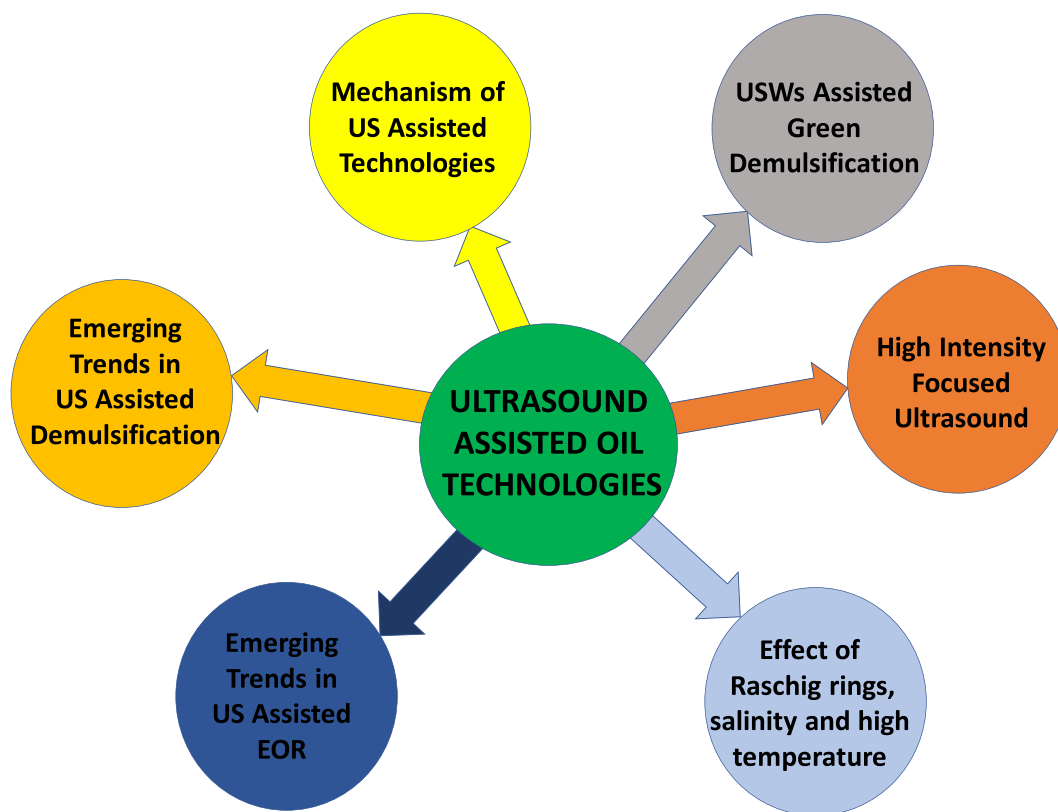 Mechanism of
US Assisted
Technologies
USWs Assisted
Green
Demulsification
Emerging
Trends in
US Assisted
Demulsification
ULTRASOUND
ASSISTED OIL
TECHNOLOGIES
High Intensity
Focused
Ultrasound
Emerging
Trends in
US Assisted
EOR
Effect of
Raschig rings,
salinity and high
temperature